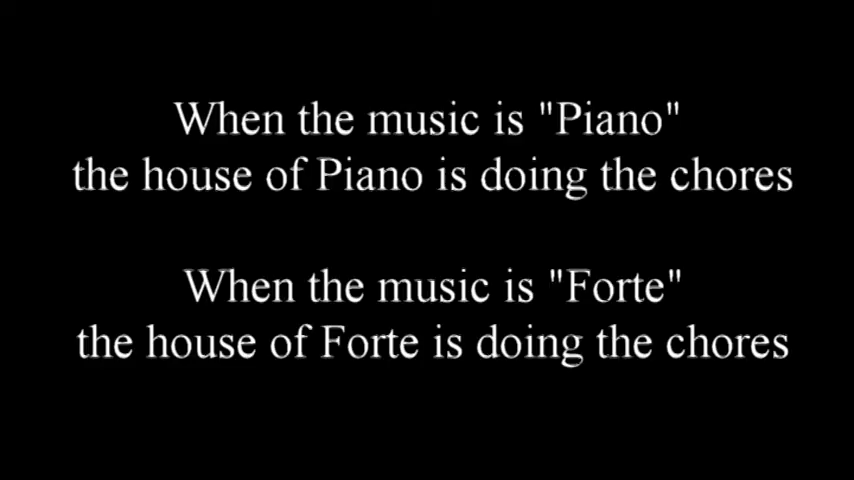 When the music is "Piano"
the house of Piano is doing the chores
When the music is "Forte"
the house of Forte is doing the chores